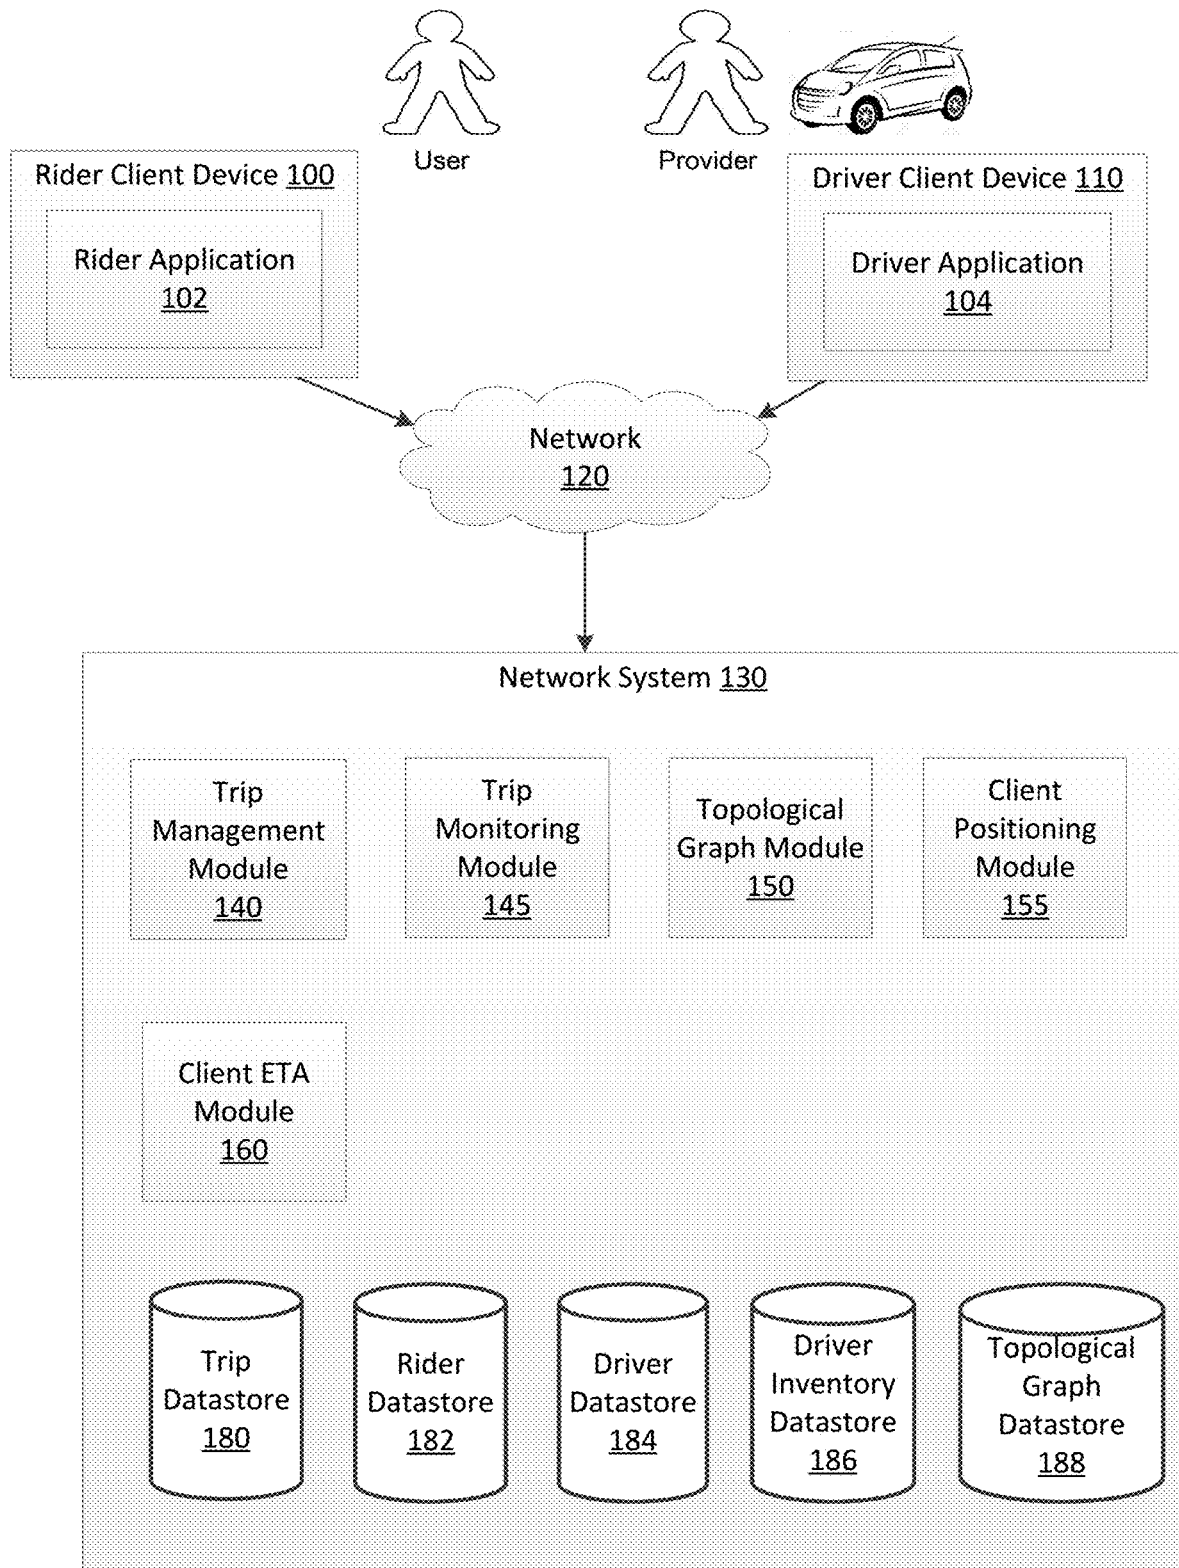 User
Provider
Rider Client Device 100
Rider Application
102
Driver Client Device 110
Driver Application
104
Network
120
Network System 130
Trip
Management
Module
140
Trip
Monitoring
Module
145
Topological
Graph Module
150
Client
Positioning
Module
155
Client ETA
Module
160
Trip
Datastore
180
Rider
Datastore
182
Driver
Datastore
184
Driver
Inventory
Datastore
186
Topological
Graph
Datastore
188